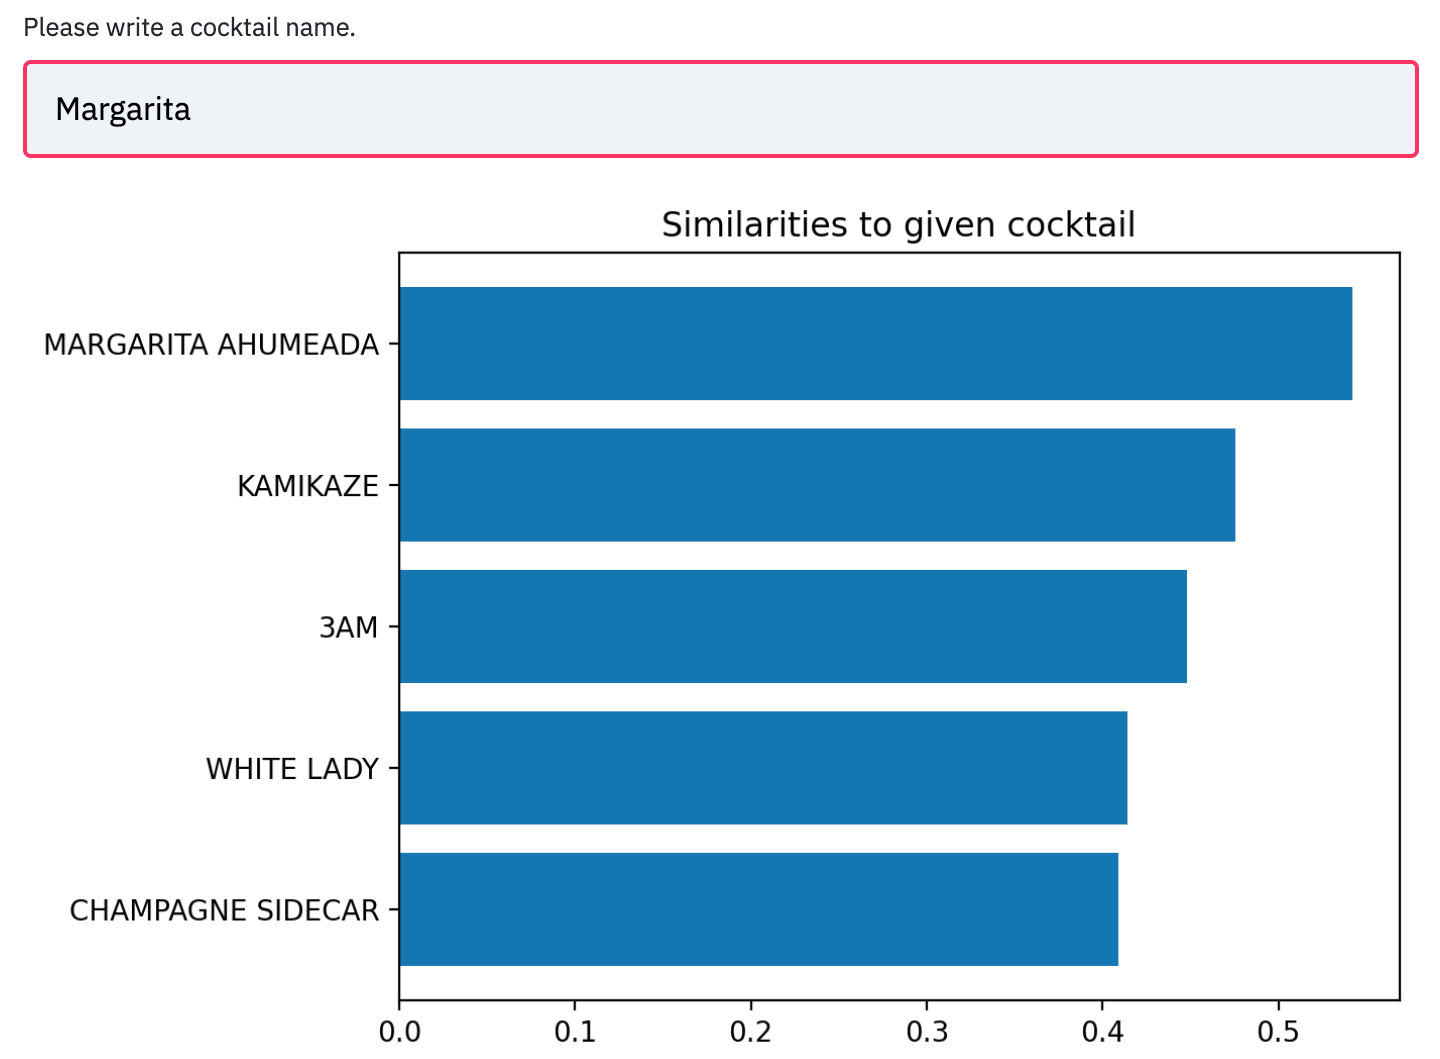 Please write a cocktail name.
Margarita
Similarities to given cocktail
MARGARITA AHUMEADA
KAMIKAZE
3AM
WHITE LADY
CHAMPAGNE SIDECAR
0.0 0.1 0.2 0.3 0.4 0.5